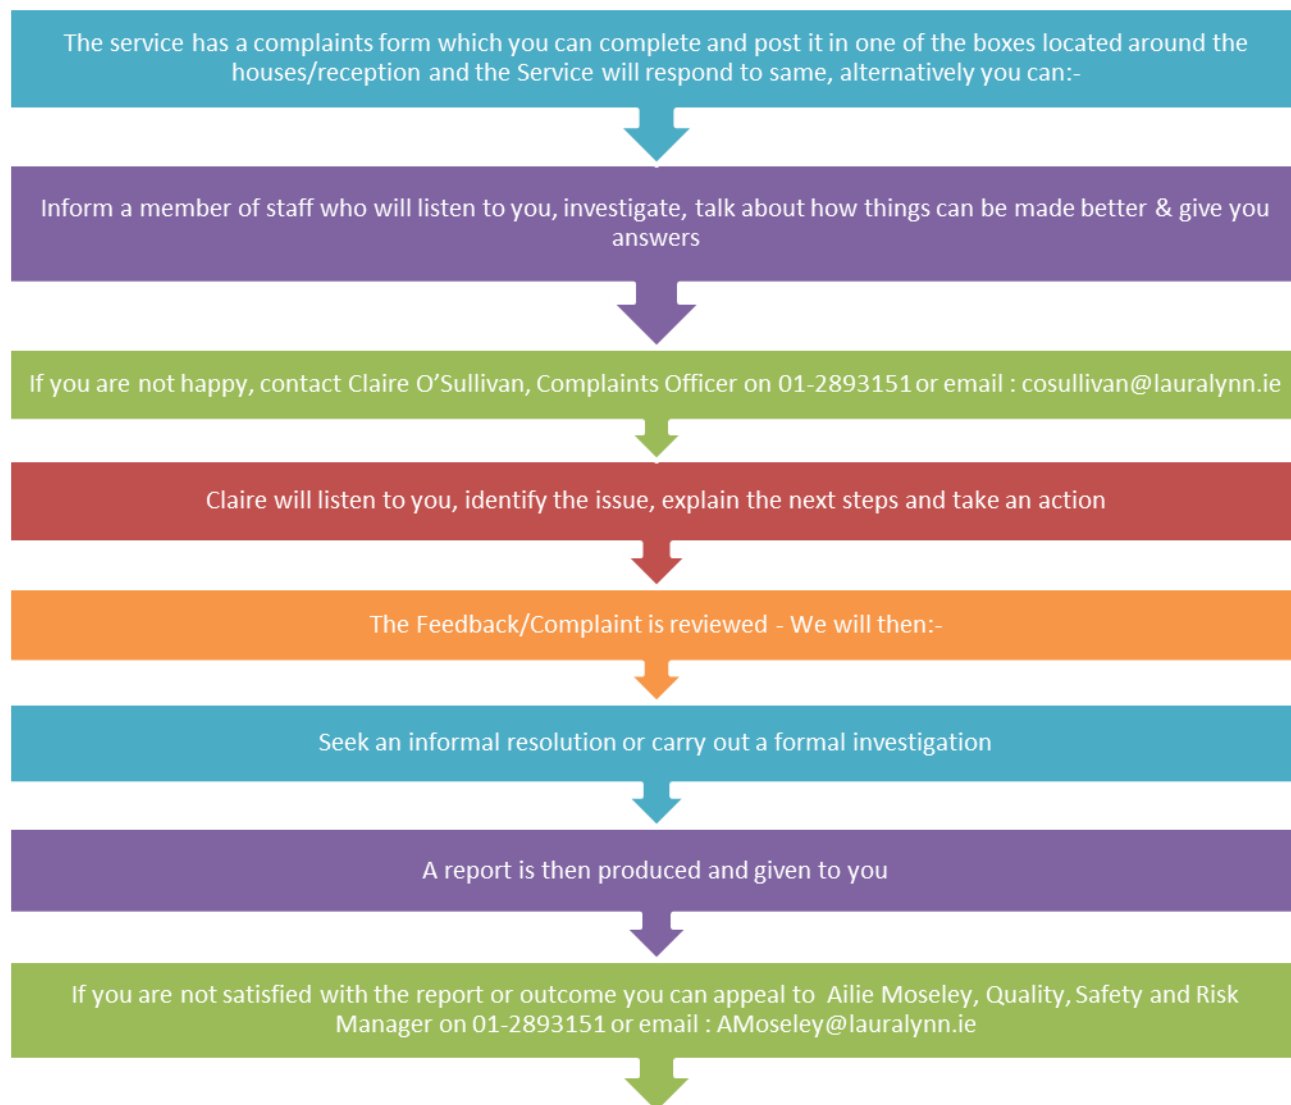 The service has a complaints form which you can complete and post it in one of the boxes located around the
houses/reception and the Service will respond to same, alternatively you can:-
Inform a member of staff who will listen to you, investigate, talk about how things can be made better & give you
answers
If you are not happy, contact Claire O’Sullivan, Complaints Officer on 01-2893151 or email : cosullivan@lauralynn.ie
Claire will listen to you, identify the issue, explain the next steps and take an action
The Feedback/Complaint is reviewed - We will then:-
Seek an informal resolution or carry out a formal investigation
A report is then produced and given to you
If you are not satisfied with the report or outcome you can appeal to  Ailie Moseley, Quality, Safety and Risk
Manager on 01-2893151 or email : AMoseley@lauralynn.ie